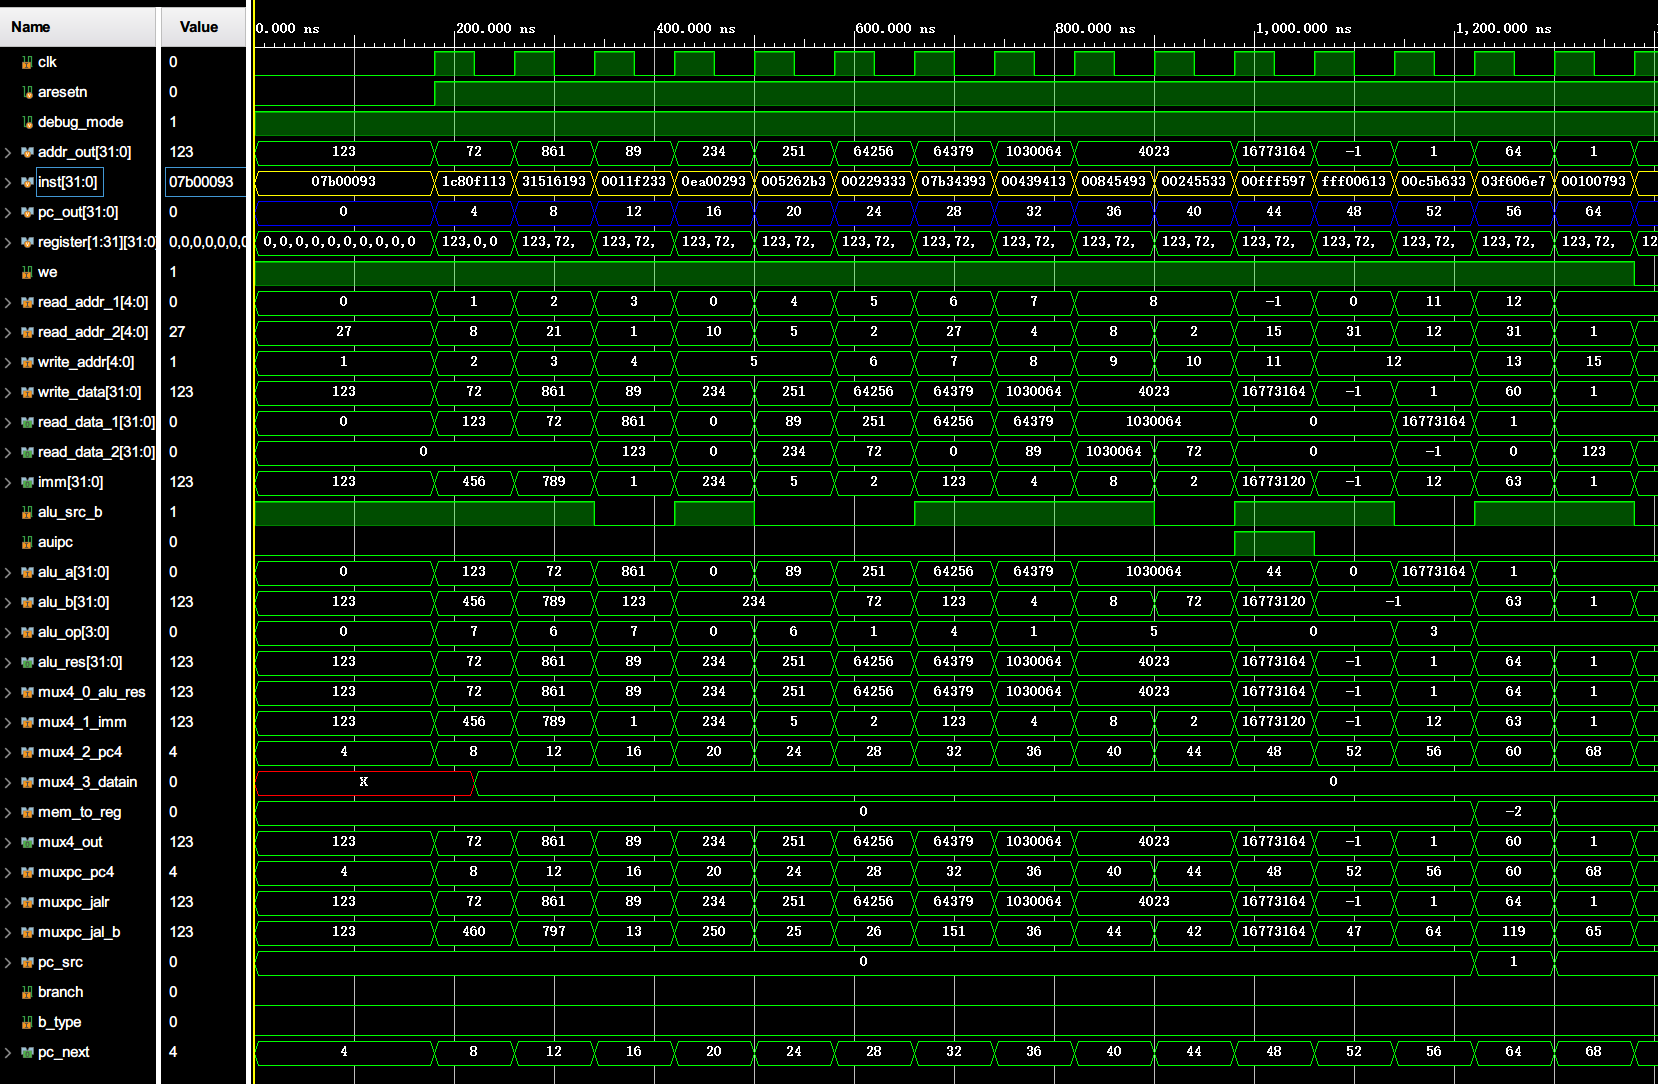 Name Value 0.000 ns 200.000 ns 400.000 ns 600.000 ns 800.000 ns 1,000.000 ns 1,200.000 ns
clk 0
aresetn 0
debug_mode 1
addr_out[31:0] 123 123 72 861 89 234 251 64256 64379 1030064 4023 16773164 -1 1 64 1
inst[31:0] 07b00093 07b00093 1c80f113 31516193 0011f233 0ea00293 005262b3 00229333 07b34393 00439413 00845493 00245533 00fff597 fff00613 00c5b633 03f606e7 00100793
pc_out[31:0] 0 0 4 8 12 16 20 24 28 32 36 40 44 48 52 56 64
register[1:31][31:0 0,0,0,0,0,0,0 0,0,0,0,0,0,0,0,0,0 123,0,0 123,72, 123,72, 123,72, 123,72, 123,72, 123,72, 123,72, 123,72, 123,72, 123,72, 123,72, 123,72, 123,72, 123,72, 12
we 1
read_addr_1[4:0] 0 0 1 2 3 0 4 5 6 7 8 -1 0 11 12
read_addr_2[4:0] 27 27 8 21 1 10 5 2 27 4 8 2 15 31 12 31 1
write_addr[4:0] 1 1 2 3 4 5 6 7 8 9 10 11 12 13 15
write_data[31:0] 123 123 72 861 89 234 251 64256 64379 1030064 4023 16773164 -1 1 60 1
read_data_1[31:0] 0 0 123 72 861 0 89 251 64256 64379 1030064 0 16773164 1
read_data_2[31:0] 0 0 123 0 234 72 0 89 1030064 72 0 -1 0 123
imm[31:0] 123 123 456 789 1 234 5 2 123 4 8 2 16773120 -1 12 63 1
alu_src_b 1
auipc 0
alu_a[31:0] 0 0 123 72 861 0 89 251 64256 64379 1030064 44 0 16773164 1
alu_b[31:0] 123 123 456 789 123 234 72 123 4 8 72 16773120 -1 63 1
alu_op[3:0] 0 0 7 6 7 0 6 1 4 1 5 0 3
alu_res[31:0] 123 123 72 861 89 234 251 64256 64379 1030064 4023 16773164 -1 1 64 1
mux4_0_alu_res 123 123 72 861 89 234 251 64256 64379 1030064 4023 16773164 -1 1 64 1
mux4_1_imm 123 123 456 789 1 234 5 2 123 4 8 2 16773120 -1 12 63 1
mux4_2_pc4 4 4 8 12 16 20 24 28 32 36 40 44 48 52 56 60 68
mux4_3_datain 0 X 0
mem_to_reg 0 0 -2
mux4_out 123 123 72 861 89 234 251 64256 64379 1030064 4023 16773164 -1 1 60 1
muxpc_pc4 4 4 8 12 16 20 24 28 32 36 40 44 48 52 56 60 68
muxpc_jalr 123 123 72 861 89 234 251 64256 64379 1030064 4023 16773164 -1 1 64 1
muxpc_jal_b 123 123 460 797 13 250 25 26 151 36 44 42 16773164 47 64 119 65
pc_src 0 0 1
branch 0
b_type 0
pc_next 4 4 8 12 16 20 24 28 32 36 40 44 48 52 56 64 68